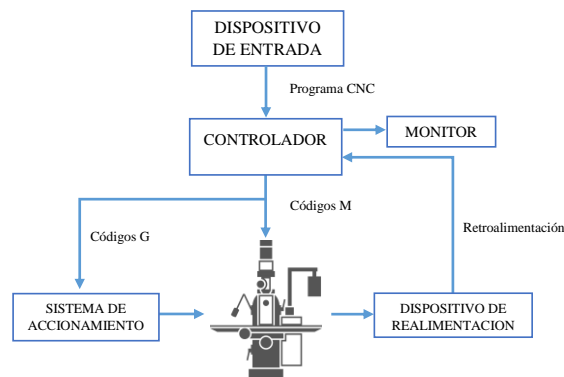 DISPOSITIVO
DE ENTRADA
Programa CNC
CONTROLADOR
MONITOR
Códigos M
Códigos G
Retroalimentación
SISTEMA DE
ACCIONAMIENTO
DISPOSITIVO DE
REALIMENTACION